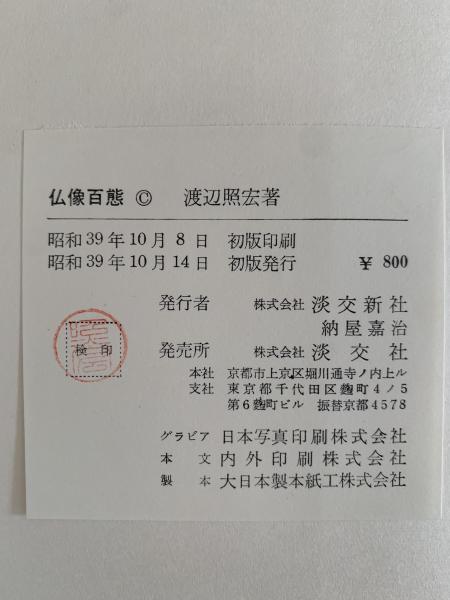 仏像百態 © 渡辺照宏著
昭和39年10月8日 初版印刷
昭和39年10月14日 初版発行 ¥ 800
発行者 株式会社 淡交新社
納屋嘉治
検印
発売所 株式会社 淡交社
本社 京都市上京区堀川通寺ノ内上ル
支社 東京都千代田区麴町4ノ5
第6麴町ビル 振替京都4578
グラビア 日本写真印刷株式会社
本文 内外印刷株式会社
製本 大日本製本紙工株式会社